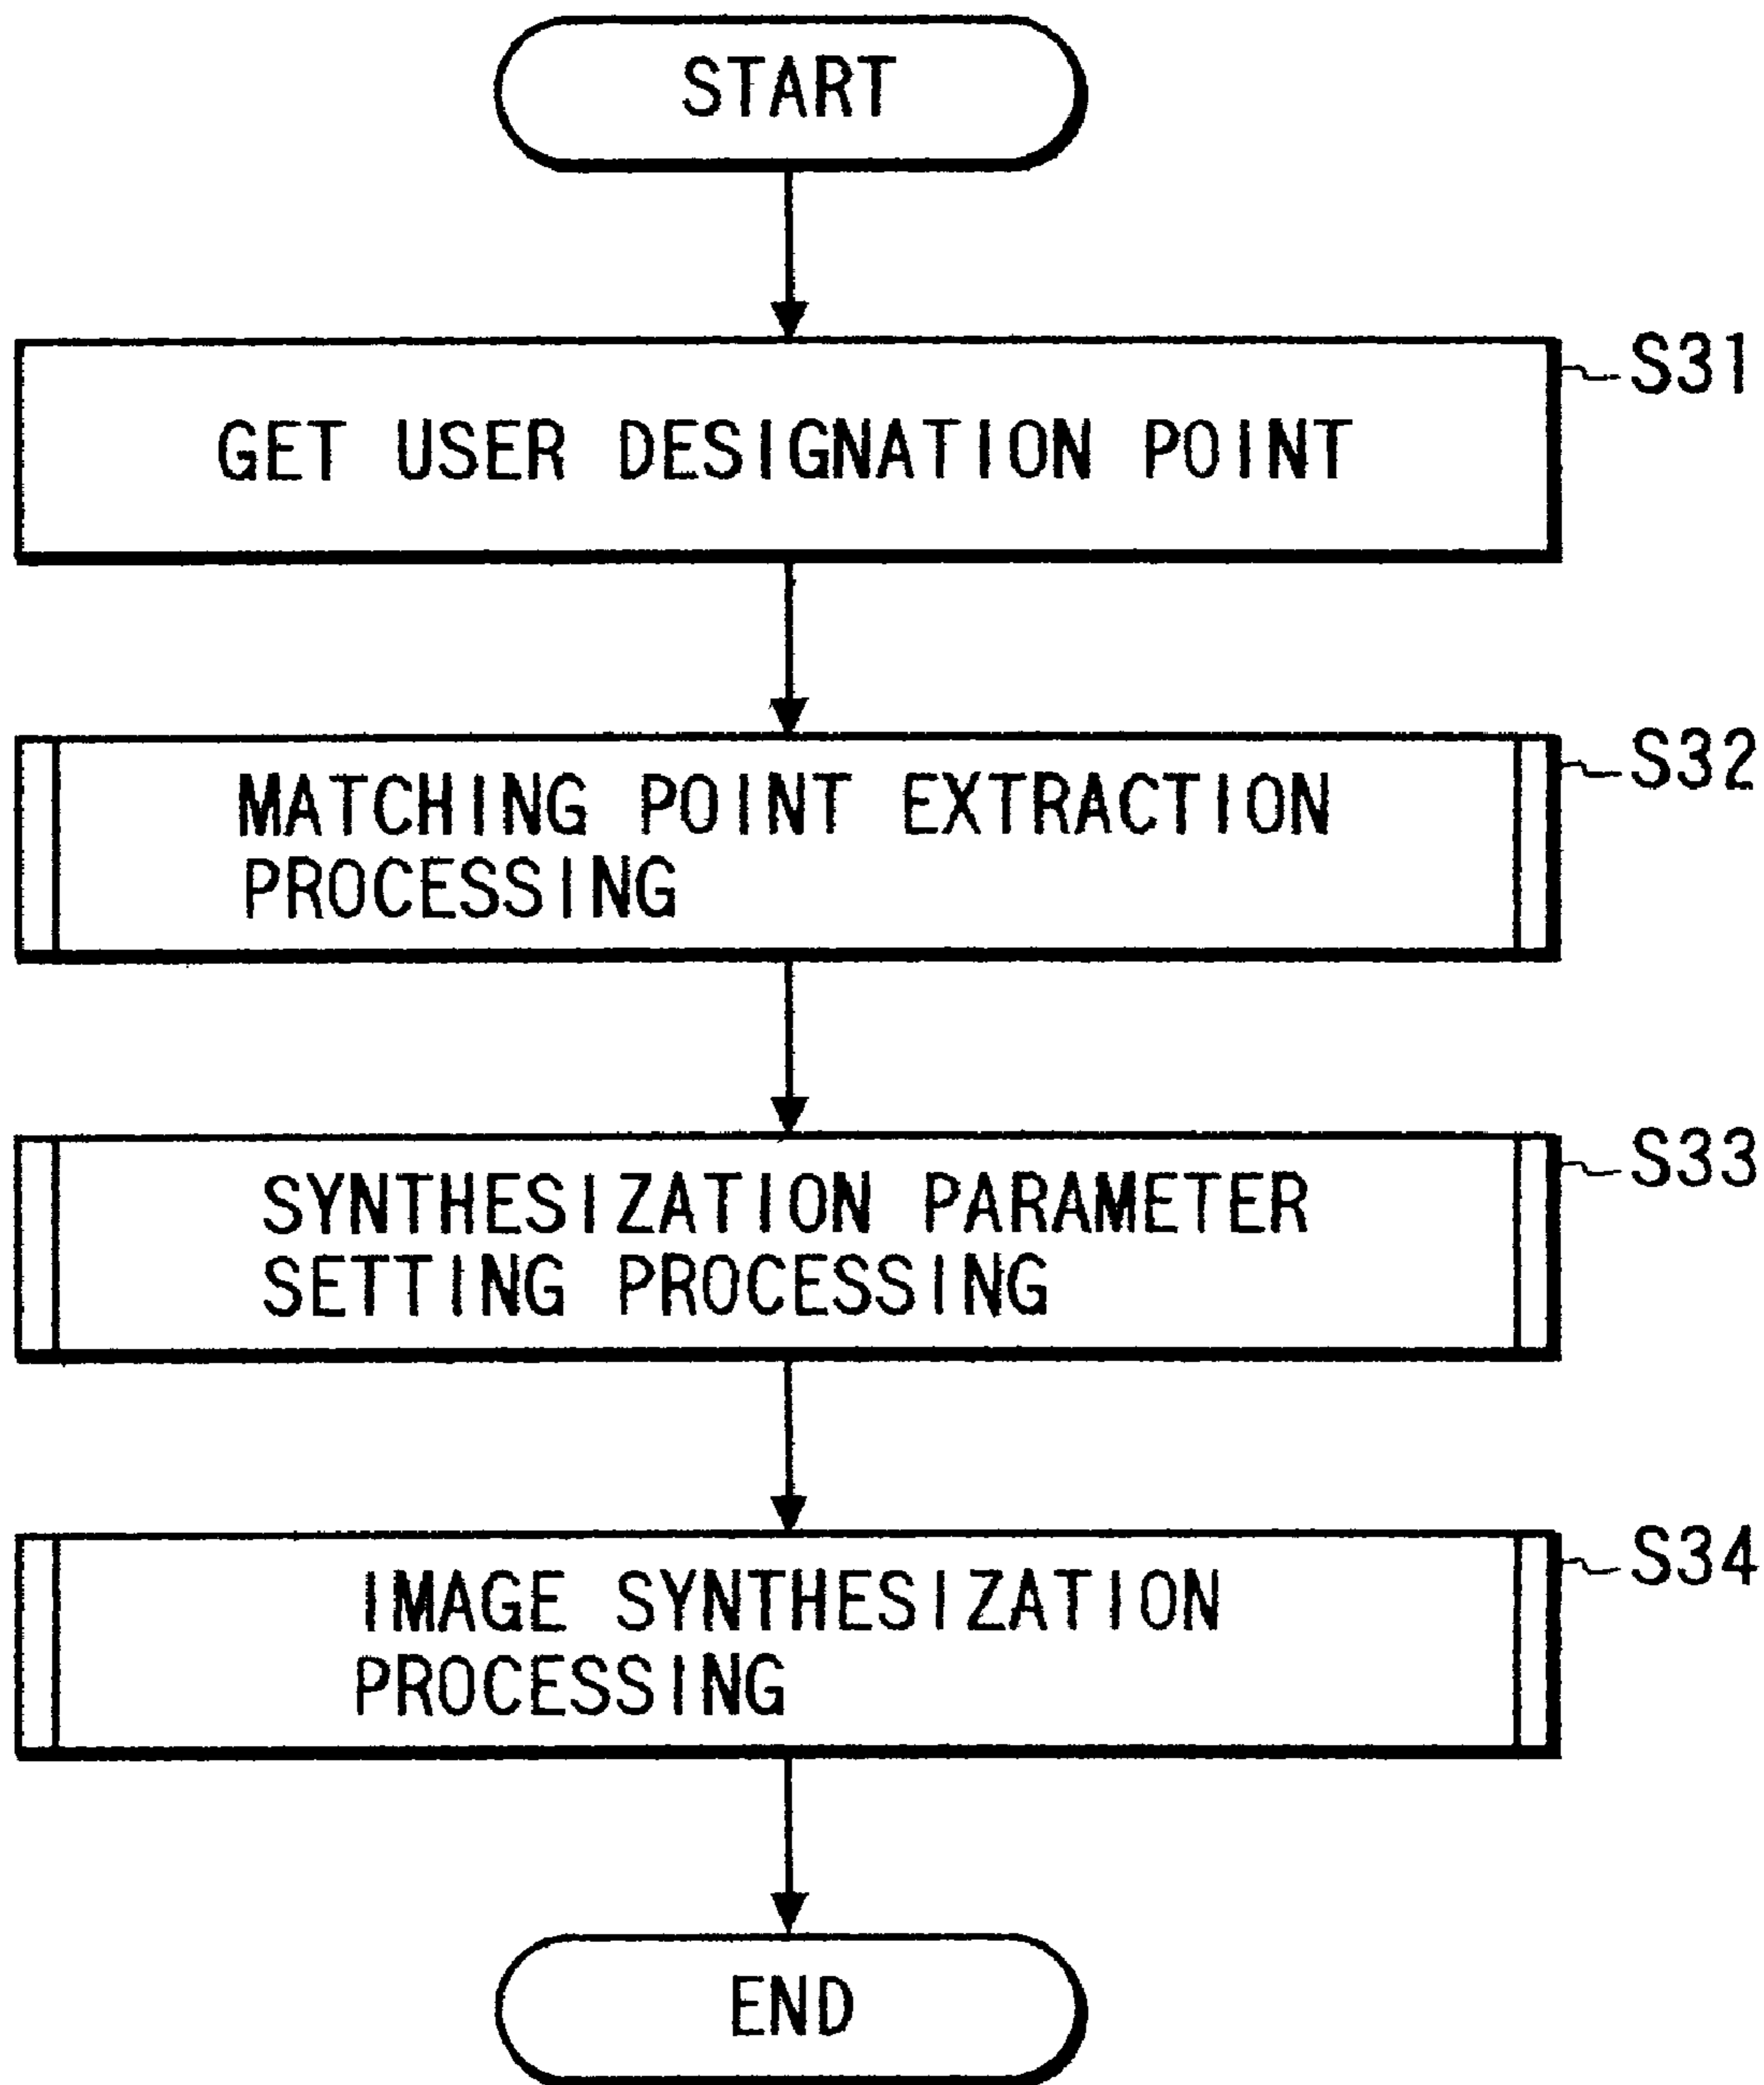 START
S31
GET USER DESIGNATION POINT
S32
MATCHING POINT EXTRACTION
PROCESSING
S33
SYNTHESIZATION PARAMETER
SETTING PROCESSING
S34
IMAGE SYNTHESIZATION
PROCESSING
END